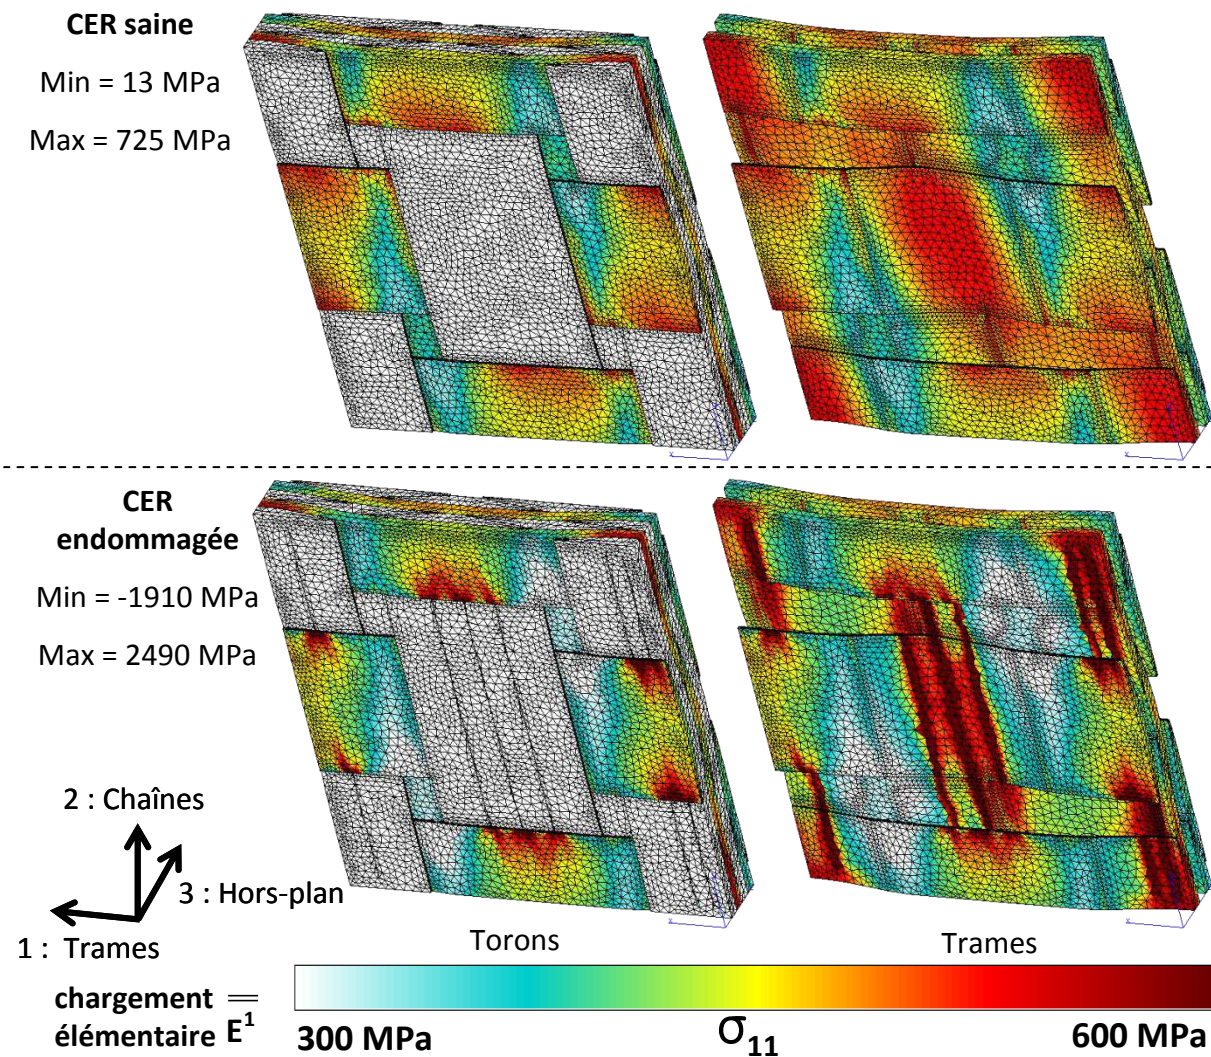 CER saine
Min = 13 MPa
Max = 725 MPa
CER
endommagée
Min = -1910 MPa
Max = 2490 MPa
2 : Chaînes
3 : Hors-plan
1 : Trames
Torons
Trames
chargement
élémentaire E¹
300 MPa
σ₁₁
600 MPa